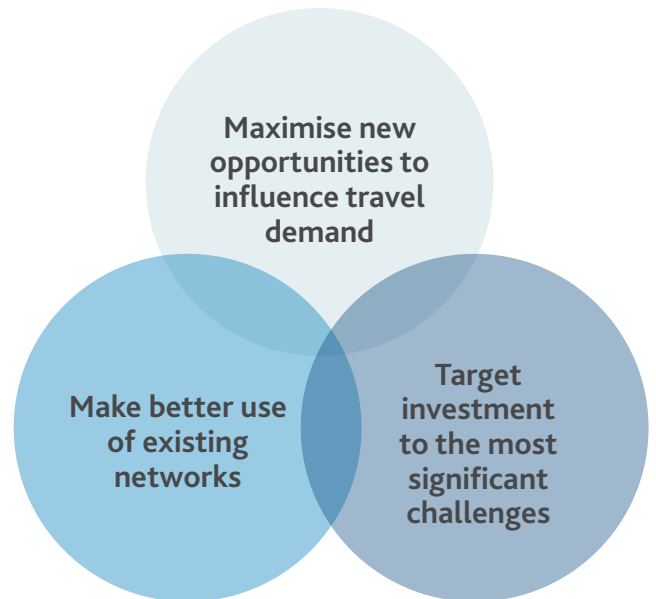 Maximise new
opportunities to
influence travel
demand
Make better use
of existing
networks
Target
investment
to the most
significant
challenges